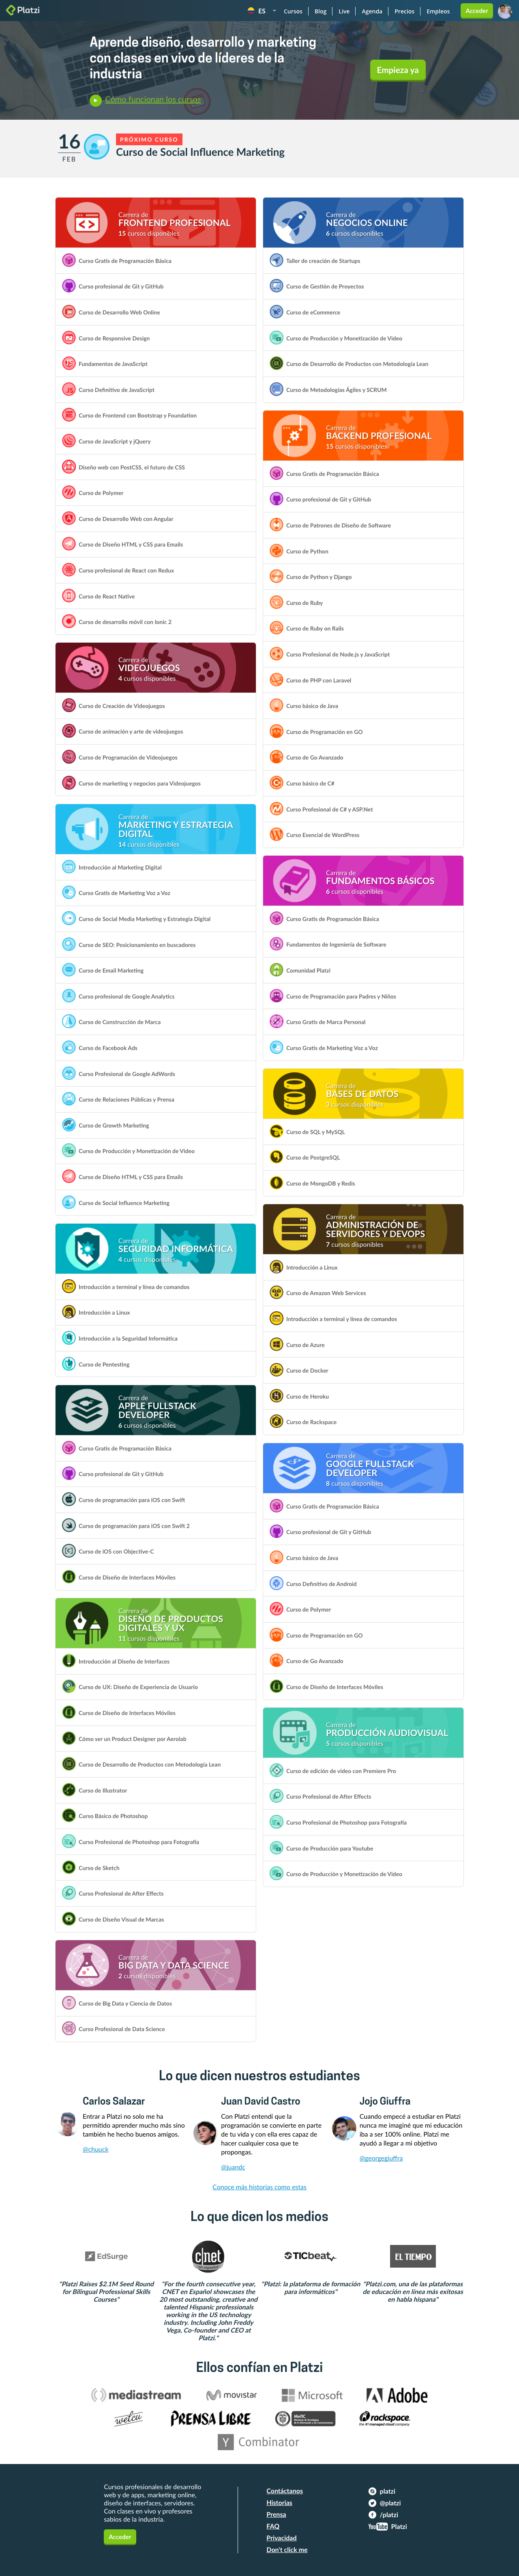 Platzi
ES
Cursos
Blog
Live
Agenda
Precios
Empleos
Acceder
Aprende diseño, desarrollo y marketing
con clases en vivo de líderes de la
industria
Cómo funcionan los cursos
Empieza ya
16
FEB
PRÓXIMO CURSO
Curso de Social Influence Marketing
Carrera de
FRONTEND PROFESIONAL
15 cursos disponibles
Curso Gratis de Programación Básica
Curso profesional de Git y GitHub
Curso de Desarrollo Web Online
Curso de Responsive Design
Fundamentos de JavaScript
Curso Definitivo de JavaScript
Curso de Frontend con Bootstrap y Foundation
Curso de JavaScript y jQuery
Diseño web con PostCSS, el futuro de CSS
Curso de Polymer
Curso de Desarrollo Web con Angular
Curso de Diseño HTML y CSS para Emails
Curso profesional de React con Redux
Curso de React Native
Curso de desarrollo móvil con Ionic 2
Carrera de
VIDEOJUEGOS
4 cursos disponibles
Curso de Creación de Videojuegos
Curso de animación y arte de videojuegos
Curso de Programación de Videojuegos
Curso de marketing y negocios para Videojuegos
Carrera de
MARKETING Y ESTRATEGIA
DIGITAL
14 cursos disponibles
Introducción al Marketing Digital
Curso Gratis de Marketing Voz a Voz
Curso de Social Media Marketing y Estrategia Digital
Curso de SEO: Posicionamiento en buscadores
Curso de Email Marketing
Curso profesional de Google Analytics
Curso de Construcción de Marca
Curso de Facebook Ads
Curso Profesional de Google AdWords
Curso de Relaciones Públicas y Prensa
Curso de Growth Marketing
Curso de Producción y Monetización de Video
Curso de Diseño HTML y CSS para Emails
Curso de Social Influence Marketing
Carrera de
SEGURIDAD INFORMÁTICA
4 cursos disponibles
Introducción a terminal y línea de comandos
Introducción a Linux
Introducción a la Seguridad Informática
Curso de Pentesting
Carrera de
APPLE FULLSTACK
DEVELOPER
6 cursos disponibles
Curso Gratis de Programación Básica
Curso profesional de Git y GitHub
Curso de programación para iOS con Swift
Curso de programación para iOS con Swift 2
Curso de iOS con Objective-C
Curso de Diseño de Interfaces Móviles
Carrera de
DISEÑO DE PRODUCTOS
DIGITALES Y UX
11 cursos disponibles
Introducción al Diseño de Interfaces
Curso de UX: Diseño de Experiencia de Usuario
Curso de Diseño de Interfaces Móviles
Cómo ser un Product Designer por Aerolab
Curso de Desarrollo de Productos con Metodología Lean
Curso de Illustrator
Curso Básico de Photoshop
Curso Profesional de Photoshop para Fotografía
Curso de Sketch
Curso Profesional de After Effects
Curso de Diseño Visual de Marcas
Carrera de
BIG DATA Y DATA SCIENCE
2 cursos disponibles
Curso de Big Data y Ciencia de Datos
Curso Profesional de Data Science
Carrera de
NEGOCIOS ONLINE
6 cursos disponibles
Taller de creación de Startups
Curso de Gestión de Proyectos
Curso de eCommerce
Curso de Producción y Monetización de Video
Curso de Desarrollo de Productos con Metodología Lean
Curso de Metodologías Ágiles y SCRUM
Carrera de
BACKEND PROFESIONAL
15 cursos disponibles
Curso Gratis de Programación Básica
Curso profesional de Git y GitHub
Curso de Patrones de Diseño de Software
Curso de Python
Curso de Python y Django
Curso de Ruby
Curso de Ruby on Rails
Curso Profesional de Node.js y JavaScript
Curso de PHP con Laravel
Curso básico de Java
Curso de Programación en GO
Curso de Go Avanzado
Curso básico de C#
Curso Profesional de C# y ASP.Net
Curso Esencial de WordPress
Carrera de
FUNDAMENTOS BÁSICOS
6 cursos disponibles
Curso Gratis de Programación Básica
Fundamentos de Ingeniería de Software
Comunidad Platzi
Curso de Programación para Padres y Niños
Curso Gratis de Marca Personal
Curso Gratis de Marketing Voz a Voz
Carrera de
BASES DE DATOS
3 cursos disponibles
Curso de SQL y MySQL
Curso de PostgreSQL
Curso de MongoDB y Redis
Carrera de
ADMINISTRACIÓN DE
SERVIDORES Y DEVOPS
7 cursos disponibles
Introducción a Linux
Curso de Amazon Web Services
Introducción a terminal y línea de comandos
Curso de Azure
Curso de Docker
Curso de Heroku
Curso de Rackspace
Carrera de
GOOGLE FULLSTACK
DEVELOPER
8 cursos disponibles
Curso Gratis de Programación Básica
Curso profesional de Git y GitHub
Curso básico de Java
Curso Definitivo de Android
Curso de Polymer
Curso de Programación en GO
Curso de Go Avanzado
Curso de Diseño de Interfaces Móviles
Carrera de
PRODUCCIÓN AUDIOVISUAL
5 cursos disponibles
Curso de edición de video con Premiere Pro
Curso Profesional de After Effects
Curso Profesional de Photoshop para Fotografía
Curso de Producción para Youtube
Curso de Producción y Monetización de Video
Lo que dicen nuestros estudiantes
Carlos Salazar
Entrar a Platzi no solo me ha
permitido aprender mucho más sino
también he hecho buenos amigos.
@chuuck
Juan David Castro
Con Platzi entendí que la
programación se convierte en parte
de tu vida y con ella eres capaz de
hacer cualquier cosa que te
propongas.
@juandc
Jojo Giuffra
Cuando empecé a estudiar en Platzi
nunca me imaginé que mi educación
iba a ser 100% online. Platzi me
ayudó a llegar a mi objetivo
@georgegiuffra
Conoce más historias como estas
Lo que dicen los medios
EdSurge
"Platzi Raises $2.1M Seed Round
for Bilingual Professional Skills
Courses"
c|net
"For the fourth consecutive year,
CNET en Español showcases the
20 most outstanding, creative and
talented Hispanic professionals
working in the US technology
industry. Including John Freddy
Vega, Co-founder and CEO at
Platzi."
TICbeat
"Platzi: la plataforma de formación
para informáticos"
EL TIEMPO
"Platzi.com, una de las plataformas
de educación en línea más exitosas
en habla hispana"
Ellos confían en Platzi
mediastream
movistar
Microsoft
Adobe
welcu
PRENSA LIBRE
MinTIC
rackspace.
the #1 managed cloud company
Y Combinator
Cursos profesionales de desarrollo
web y de apps, marketing online,
diseño de interfaces, servidores.
Con clases en vivo y profesores
sabios de la industria.
Acceder
Contáctanos
Historias
Prensa
FAQ
Privacidad
Don't click me
platzi
@platzi
/platzi
YouTube Platzi